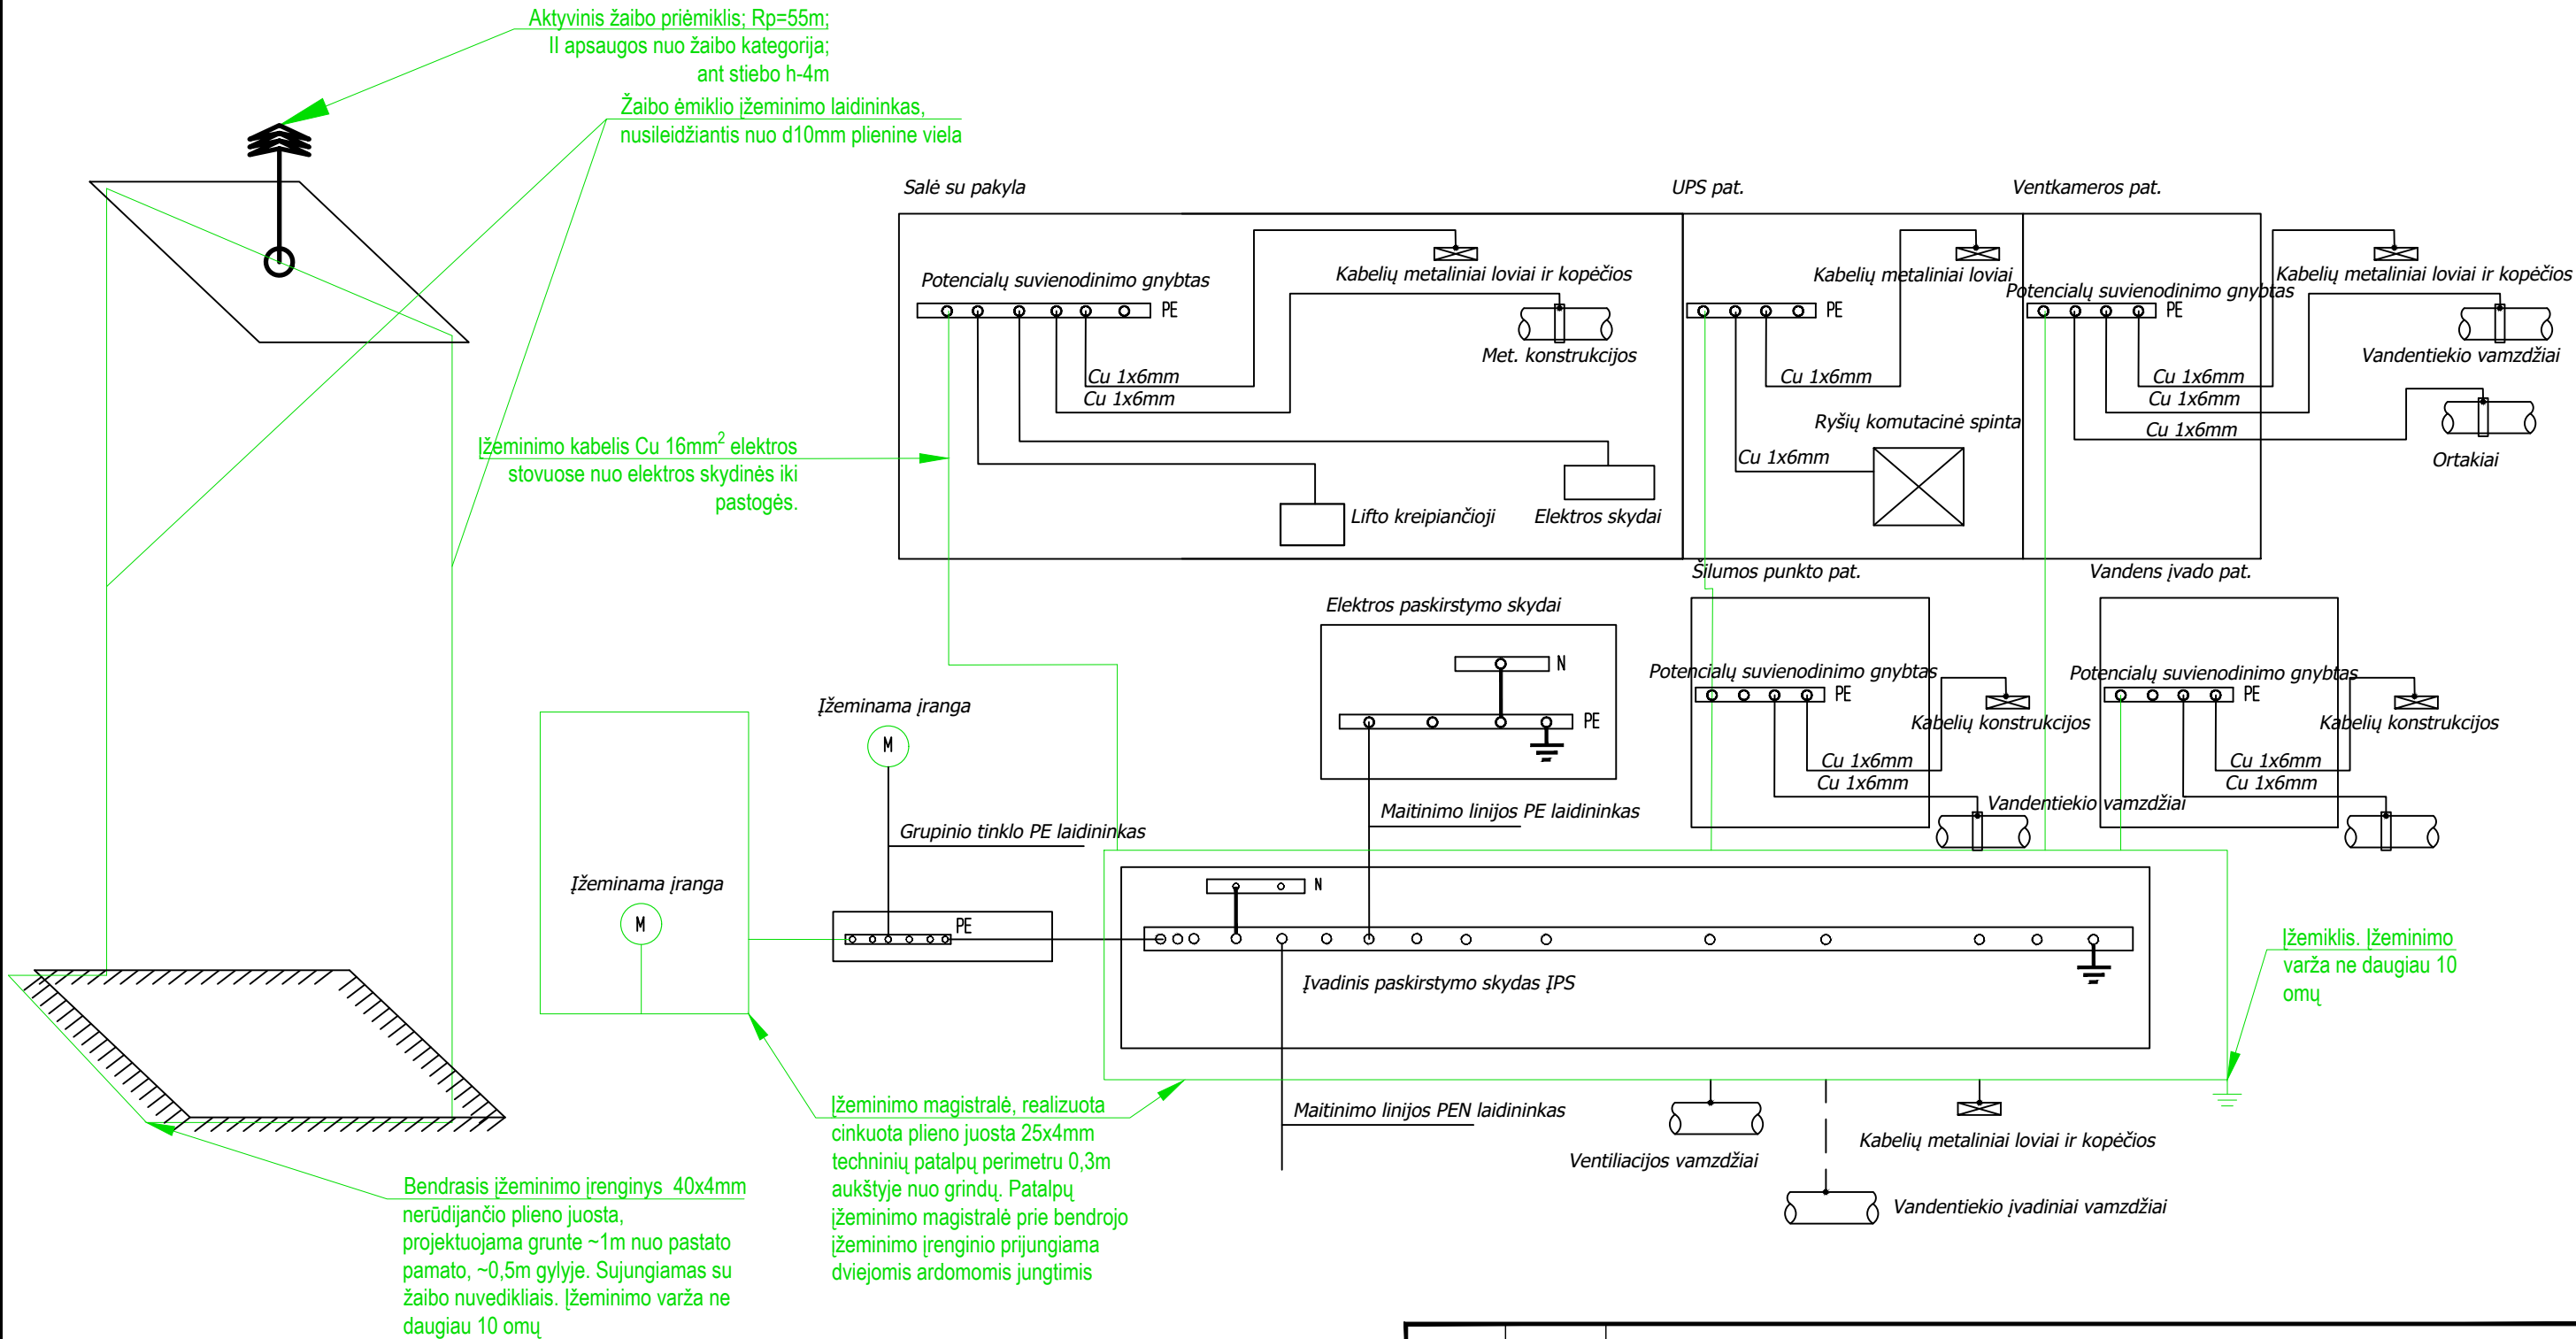 Aktyvinis žaibo priėmiklis; Rp=55m;
II apsaugos nuo žaibo kategorija;
ant stiebo h-4m
Žaibo ėmiklio įžeminimo laidininkas,
nusileidžiantis nuo d10mm plienine viela
Salė su pakyla
UPS pat.
Ventkameros pat.
Potencialų suvienodinimo gnybtas
PE
Kabelių metaliniai loviai ir kopėčios
Met. konstrukcijos
Cu 1x6mm
Cu 1x6mm
Lifto kreipiančioji
Elektros skydai
Kabelių metaliniai loviai
PE
Cu 1x6mm
Ryšių komutacinė spinta
Cu 1x6mm
Potencialų suvienodinimo gnybtas
PE
Kabelių metaliniai loviai ir kopėčios
Vandentiekio vamzdžiai
Cu 1x6mm
Cu 1x6mm
Cu 1x6mm
Ortakiai
Įžeminimo kabelis Cu 16mm² elektros
stovuose nuo elektros skydinės iki
pastogės.
Elektros paskirstymo skydai
N
PE
Maitinimo linijos PE laidininkas
Šilumos punkto pat.
Potencialų suvienodinimo gnybtas
PE
Kabelių konstrukcijos
Cu 1x6mm
Cu 1x6mm
Vandentiekio vamzdžiai
Vandens įvado pat.
Potencialų suvienodinimo gnybtas
PE
Kabelių konstrukcijos
Cu 1x6mm
Cu 1x6mm
Įžeminama įranga
M
Grupinio tinklo PE laidininkas
Įžeminama įranga
M
PE
N
Įvadinis paskirstymo skydas ĮPS
Įžemiklis. Įžeminimo
varža ne daugiau 10
omų
Maitinimo linijos PEN laidininkas
Ventiliacijos vamzdžiai
Kabelių metaliniai loviai ir kopėčios
Vandentiekio įvadiniai vamzdžiai
Įžeminimo magistralė, realizuota
cinkuota plieno juosta 25x4mm
techninių patalpų perimetru 0,3m
aukštyje nuo grindų. Patalpų
įžeminimo magistralė prie bendrojo
įžeminimo įrenginio prijungiama
dviejomis ardomomis jungtimis
Bendrasis įžeminimo įrenginys 40x4mm
nerūdijančio plieno juosta,
projektuojama grunte ~1m nuo pastato
pamato, ~0,5m gylyje. Sujungiamas su
žaibo nuvedikliais. Įžeminimo varža ne
daugiau 10 omų